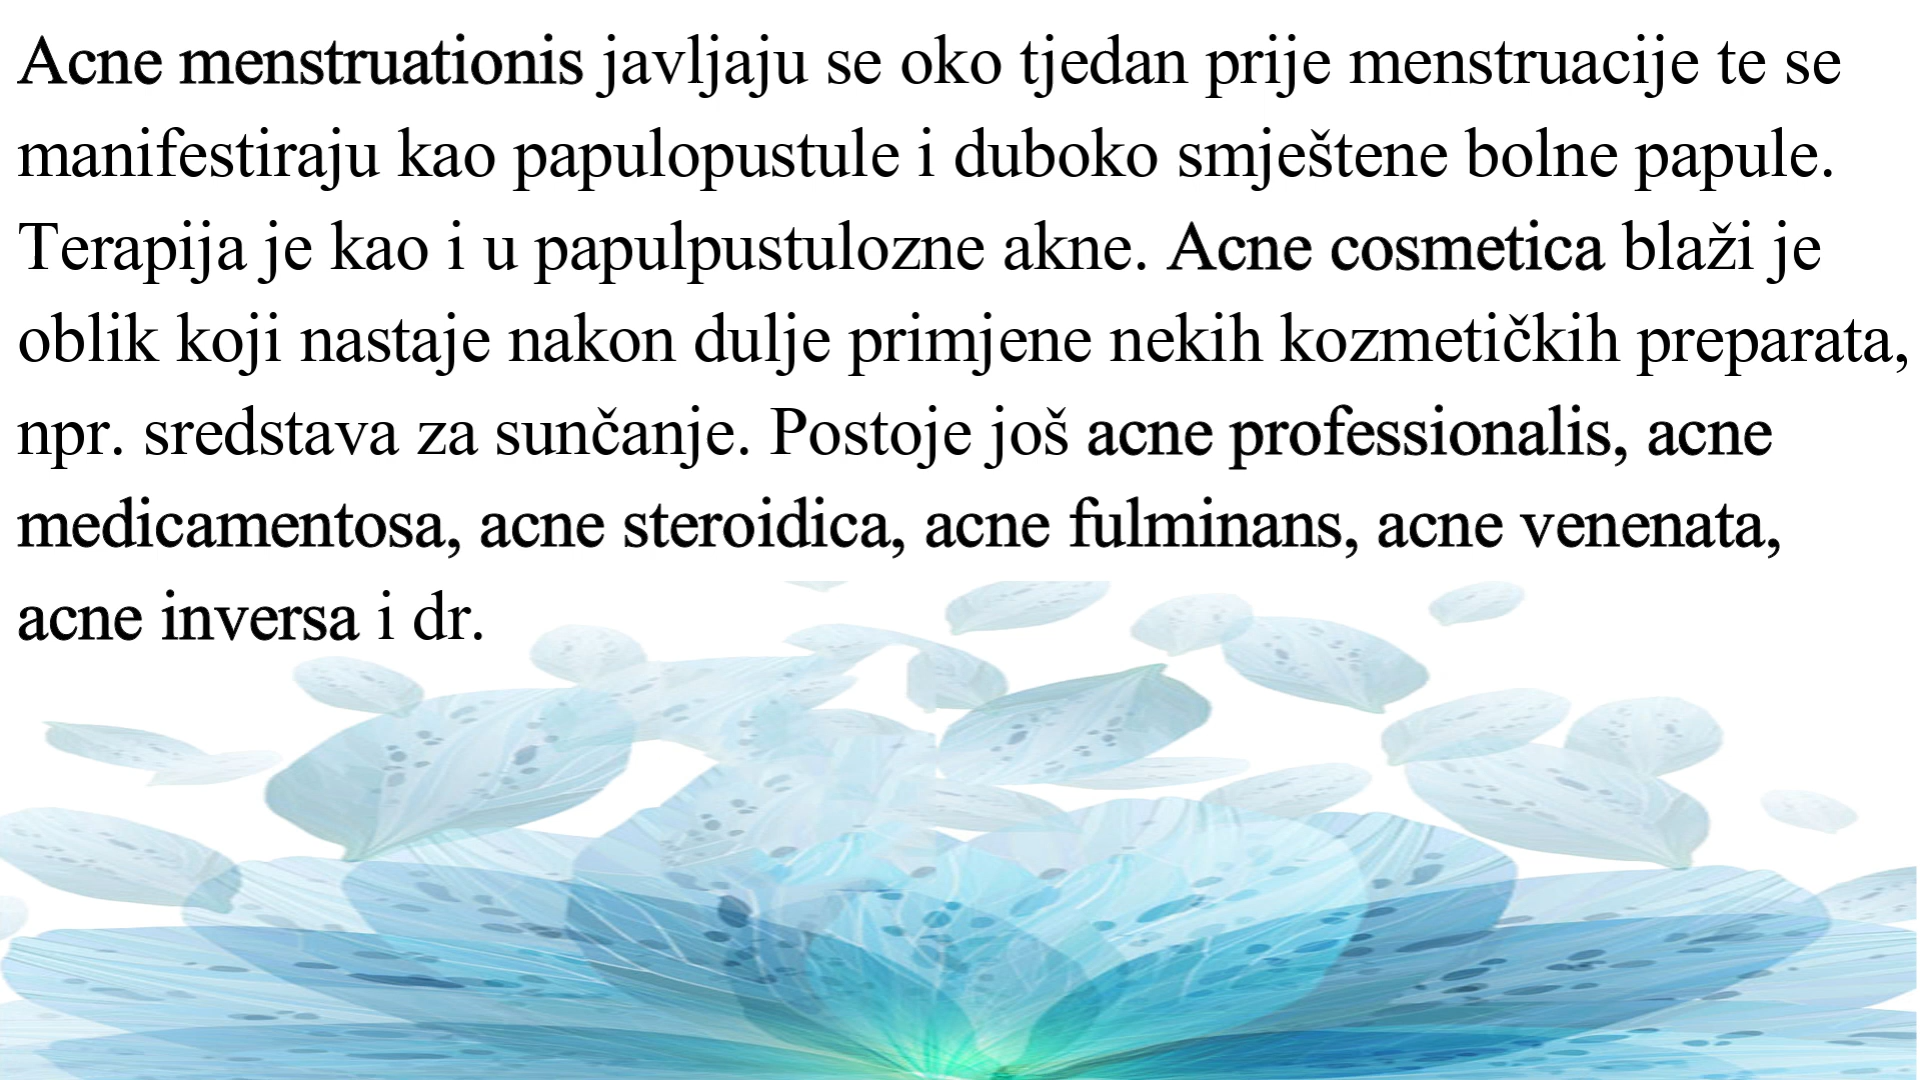 Acne menstruationis javljaju se oko tjedan prije menstruacije te se
manifestiraju kao papulopustule i duboko smještene bolne papule.
Terapija je kao i u papulpustulozne akne. Acne cosmetica blaži je
oblik koji nastaje nakon dulje primjene nekih kozmetičkih preparata,
npr. sredstava za sunčanje. Postoje još acne professionalis, acne
medicamentosa, acne steroidica, acne fulminans, acne venenata,
acne inversa i dr.